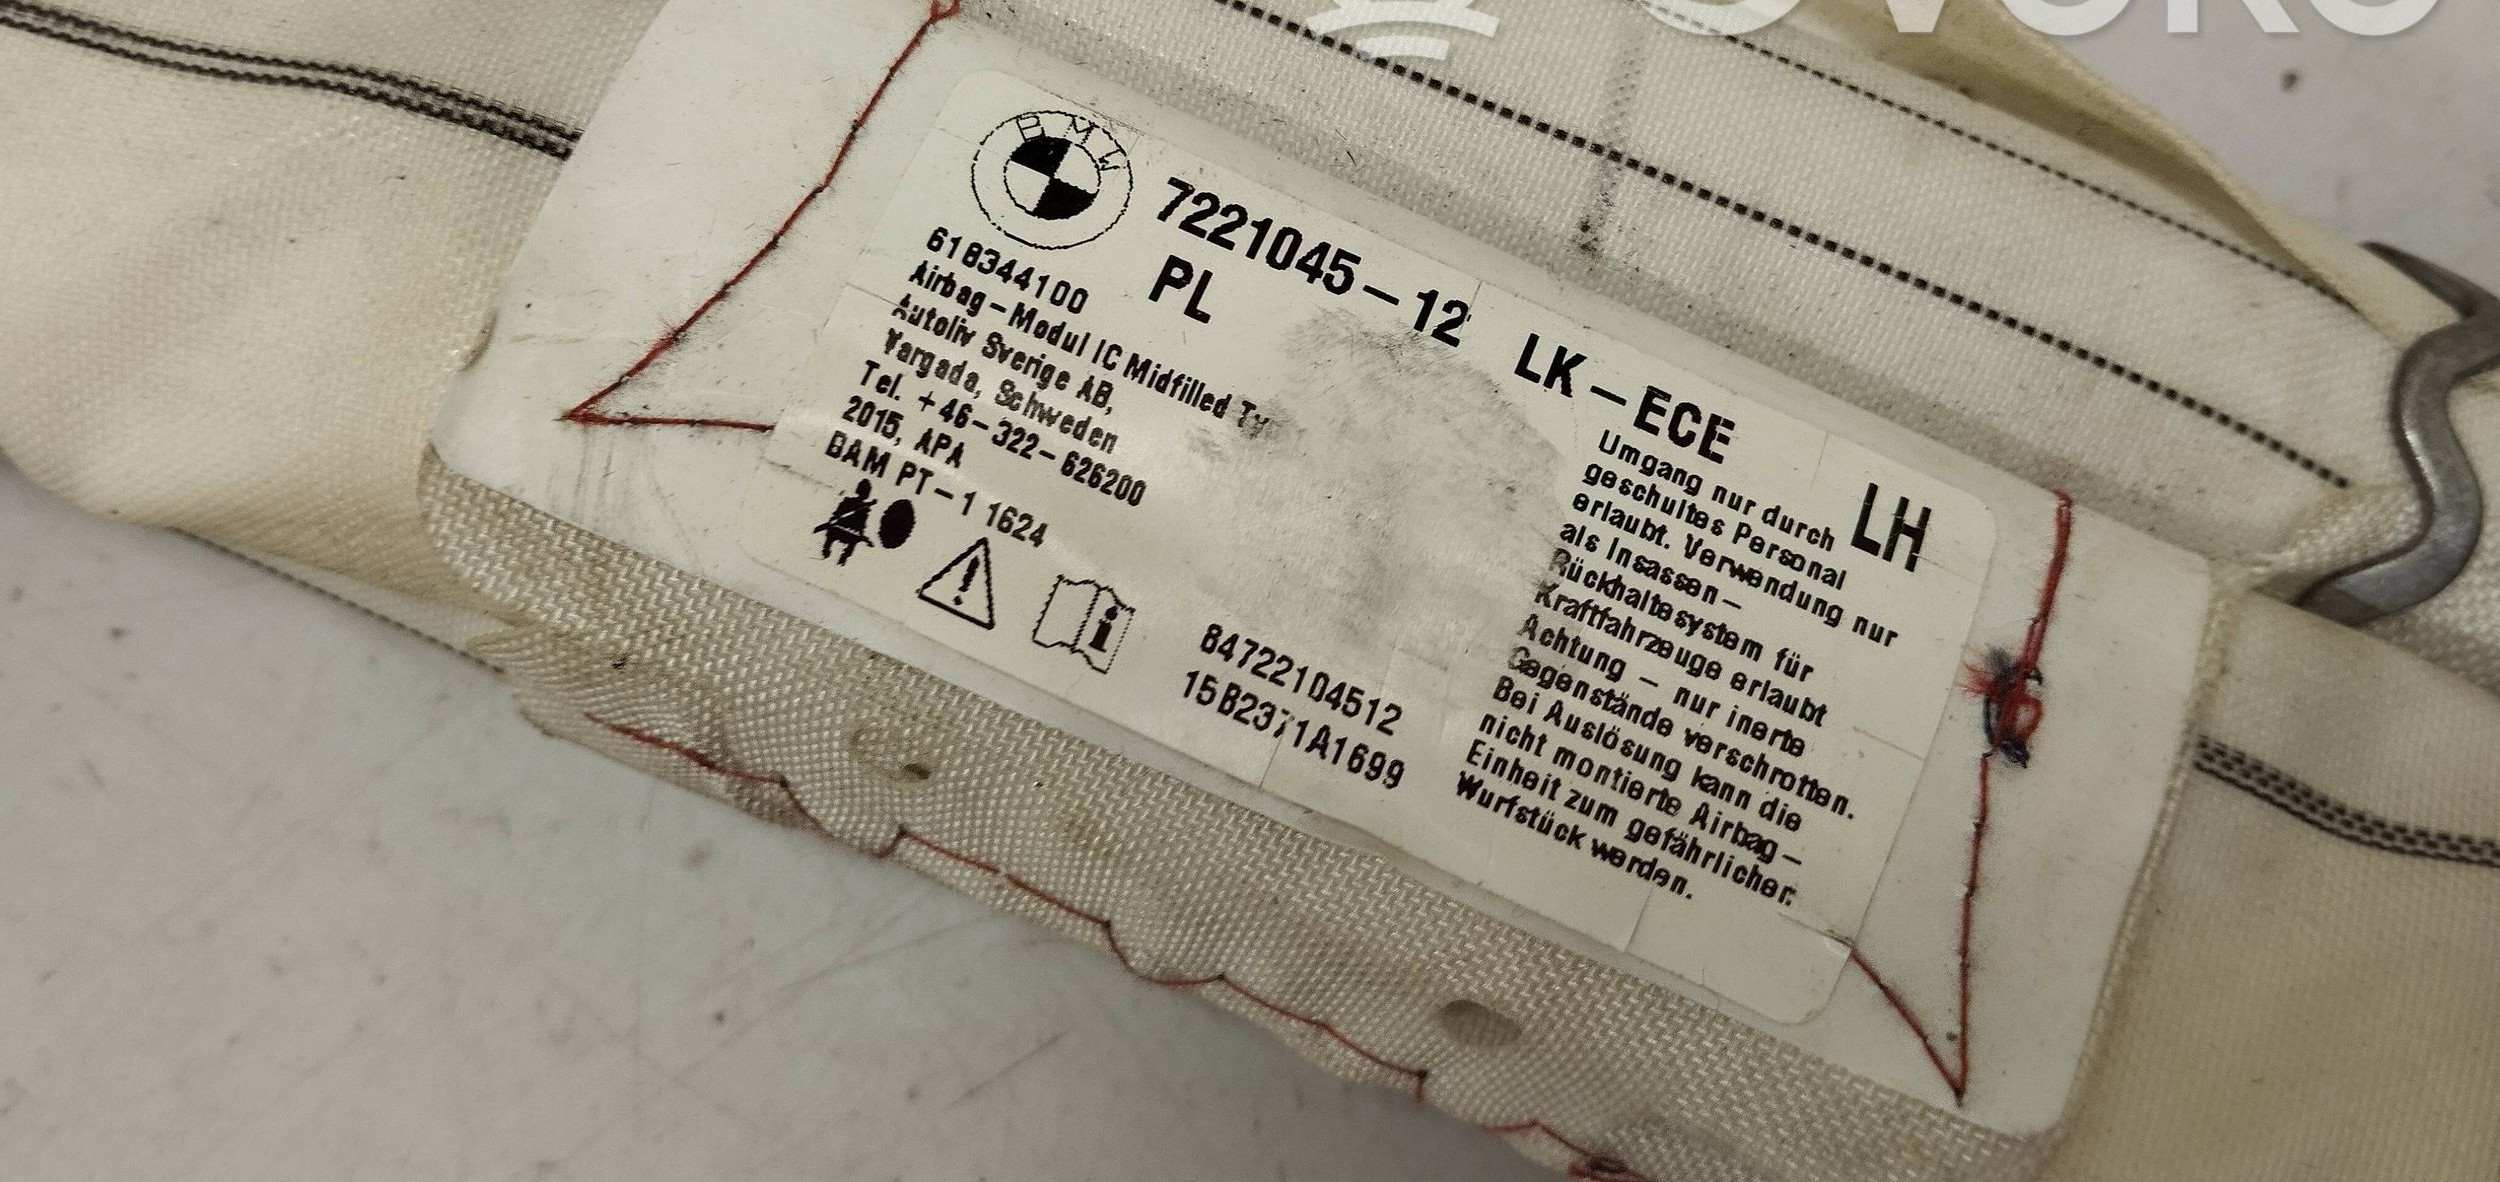 BMW
7221045-12 LK-ECE
PL
LH
618344100
Airbag-Modul IC Midfilled
Autoliv Sverige AB,
Vargada, Schweden
Tel. +46-322-626200
2015, APA
BAM PT-1 1624
84722104512
15B2371A1699
Umgang nur durch
geschultes Personal
erlaubt. Verwendung nur
als Insassen-
Rückhaltesystem für
Kraftfahrzeuge erlaubt
Achtung - nur inerte
Gegenstände verschrotten.
Bei Auslösung kann die
nicht montierte Airbag-
Einheit zum gefährlichen
Wurfstück werden.